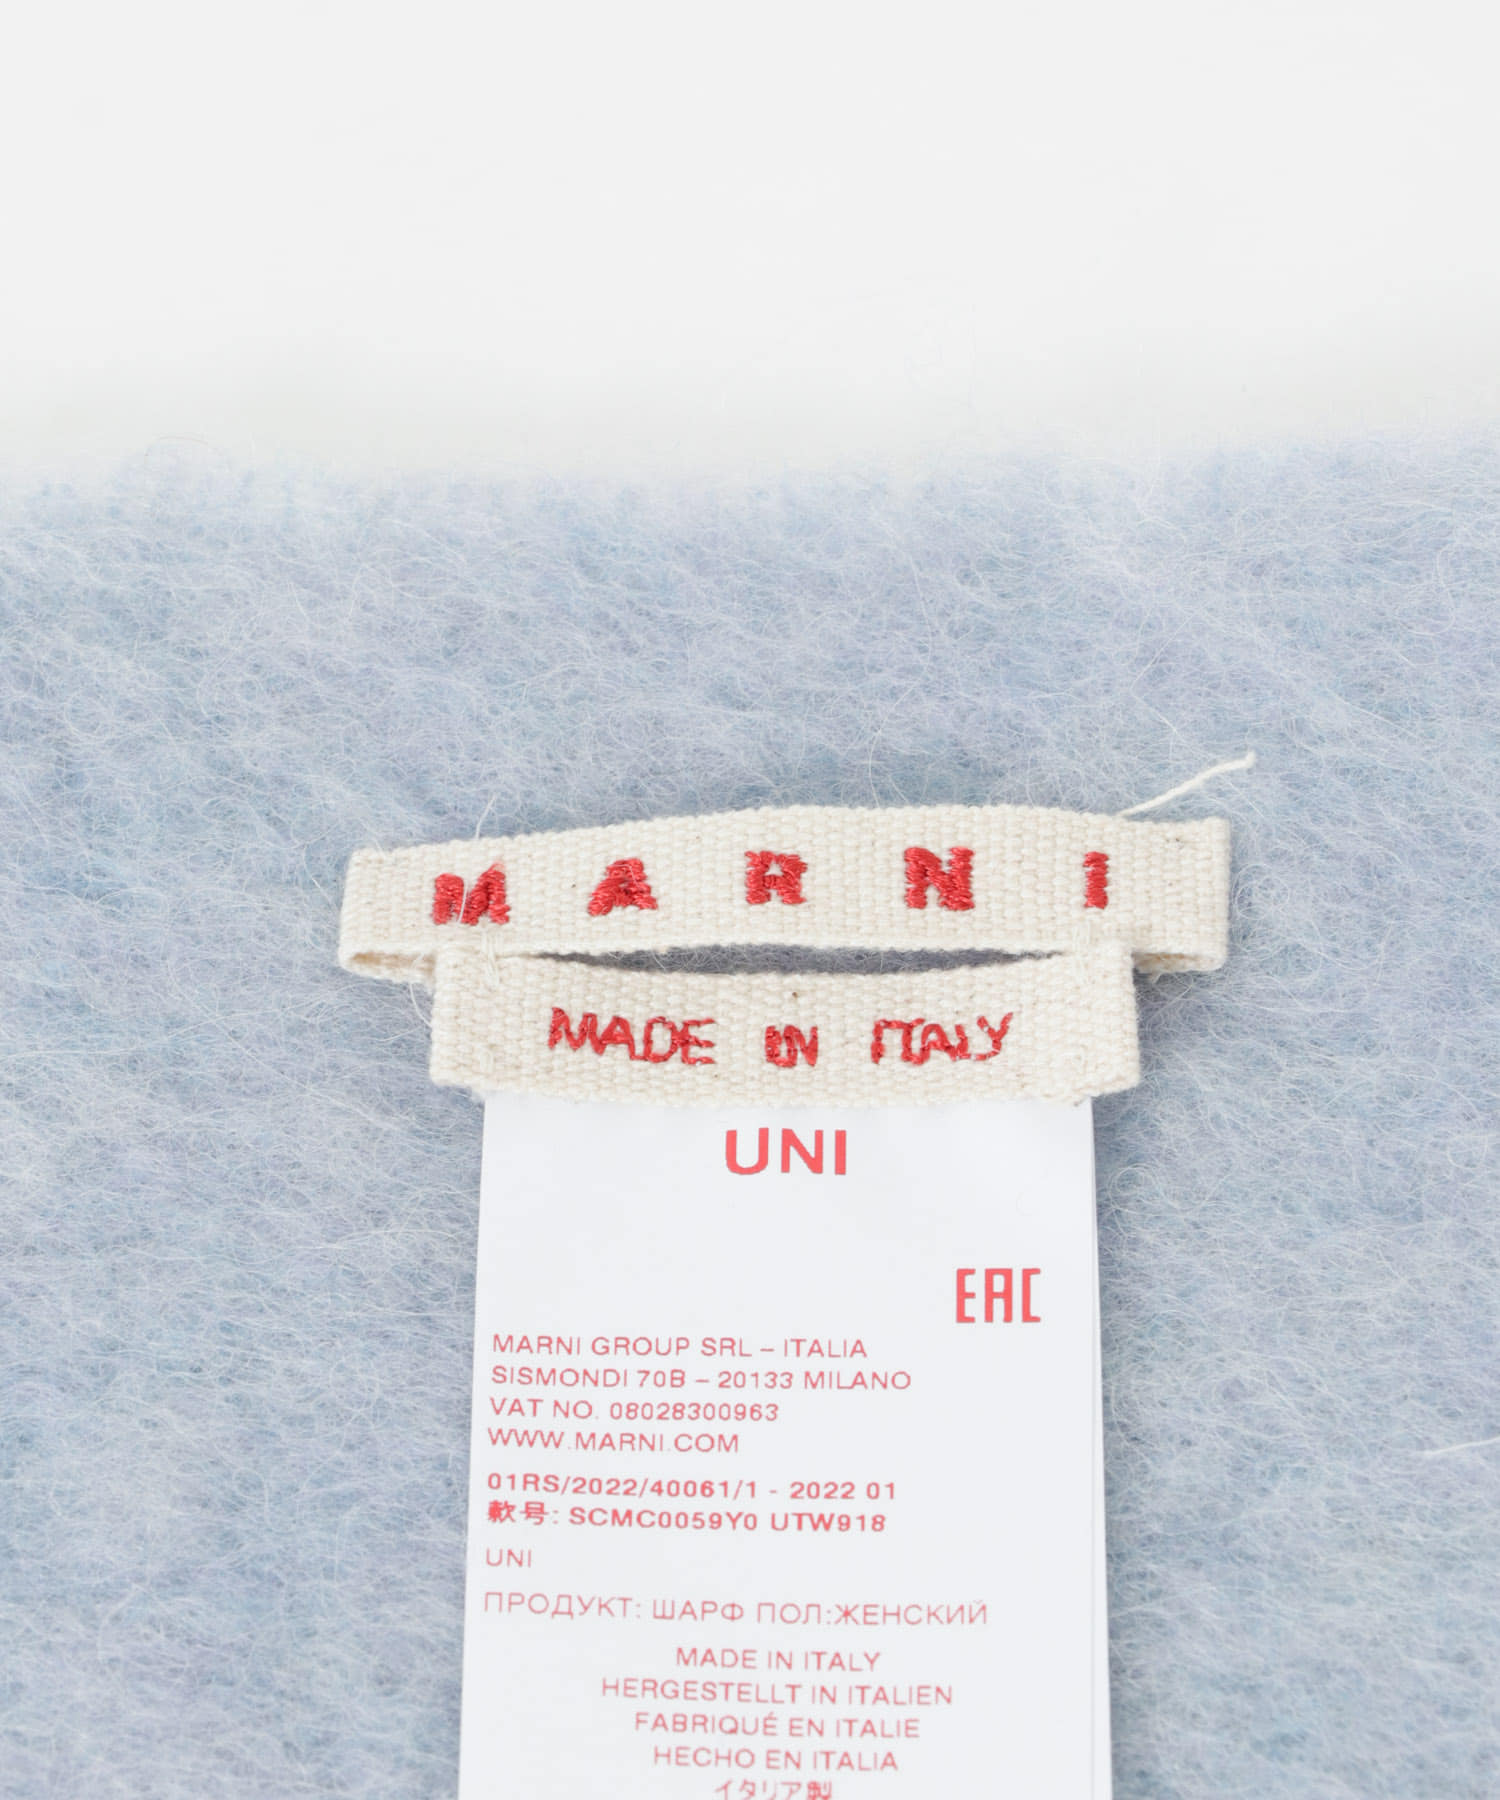 MARNI
MADE IN ITALY
UNI
EAC
MARNI GROUP SRL – ITALIA
SISMONDI 70B – 20133 MILANO
VAT NO. 08028300963
WWW.MARNI.COM
01RS/2022/40061/1 - 2022 01
款号: SCMC0059Y0 UTW918
UNI
ПРОДУКТ: ШАРФ ПОЛ:ЖЕНСКИЙ
MADE IN ITALY
HERGESTELLT IN ITALIEN
FABRIQUÉ EN ITALIE
HECHO EN ITALIA
イタリア製